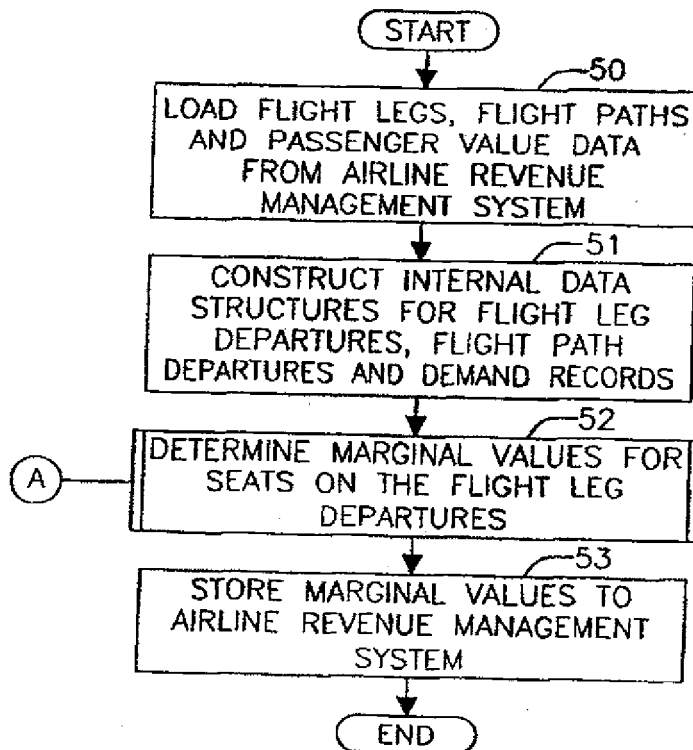 START
50
LOAD FLIGHT LEGS, FLIGHT PATHS
AND PASSENGER VALUE DATA
FROM AIRLINE REVENUE
MANAGEMENT SYSTEM
51
CONSTRUCT INTERNAL DATA
STRUCTURES FOR FLIGHT LEG
DEPARTURES, FLIGHT PATH
DEPARTURES AND DEMAND RECORDS
52
A
DETERMINE MARGINAL VALUES FOR
SEATS ON THE FLIGHT LEG
DEPARTURES
53
STORE MARGINAL VALUES TO
AIRLINE REVENUE MANAGEMENT
SYSTEM
END